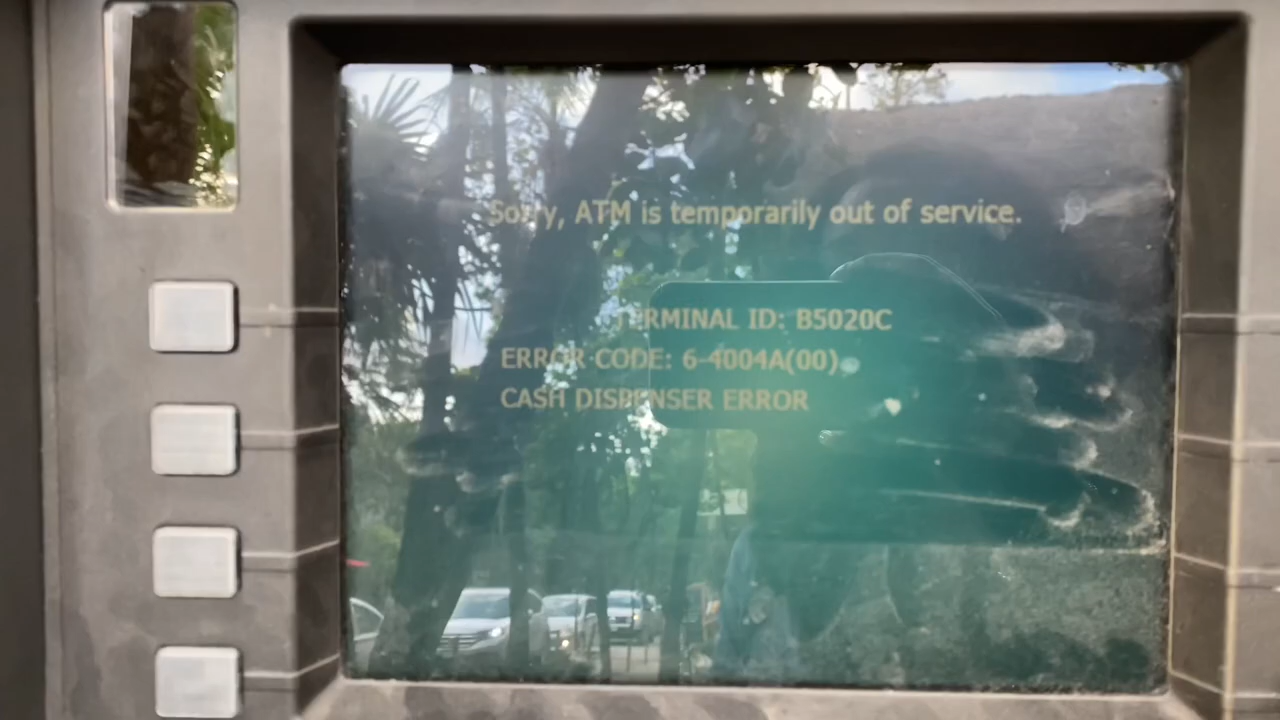 Sorry, ATM is temporarily out of service.
TERMINAL ID: B5020C
ERROR CODE: 6-4004A(00)
CASH DISPENSER ERROR